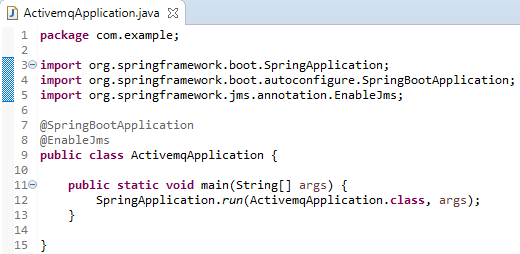 ActivemqApplication.java
1 package com.example;
2
3 import org.springframework.boot.SpringApplication;
4 import org.springframework.boot.autoconfigure.SpringBootApplication;
5 import org.springframework.jms.annotation.EnableJms;
6
7 @SpringBootApplication
8 @EnableJms
9 public class ActivemqApplication {
10
11     public static void main(String[] args) {
12         SpringApplication.run(ActivemqApplication.class, args);
13     }
14
15 }